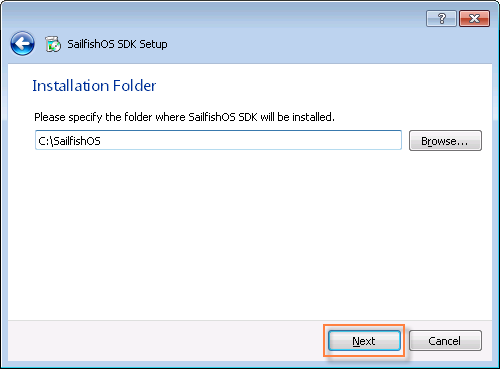 SailfishOS SDK Setup
Installation Folder
Please specify the folder where SailfishOS SDK will be installed.
C:\SailfishOS
Browse...
Next
Cancel